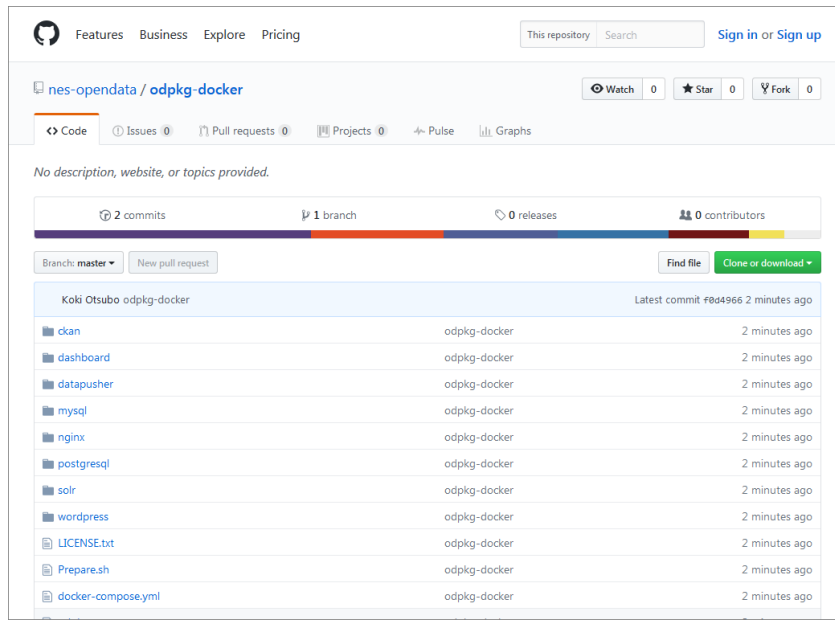 Features Business Explore Pricing This repository Search Sign in or Sign up
nes-opendata / odpkg-docker Watch 0 Star 0 Fork 0
Code Issues 0 Pull requests 0 Projects 0 Pulse Graphs
No description, website, or topics provided.
2 commits 1 branch 0 releases 0 contributors
Branch: master New pull request Find file Clone or download
Koki Otsubo odpkg-docker Latest commit f0d4966 2 minutes ago
ckan odpkg-docker 2 minutes ago
dashboard odpkg-docker 2 minutes ago
datapusher odpkg-docker 2 minutes ago
mysql odpkg-docker 2 minutes ago
nginx odpkg-docker 2 minutes ago
postgresql odpkg-docker 2 minutes ago
solr odpkg-docker 2 minutes ago
wordpress odpkg-docker 2 minutes ago
LICENSE.txt odpkg-docker 2 minutes ago
Prepare.sh odpkg-docker 2 minutes ago
docker-compose.yml odpkg-docker 2 minutes ago